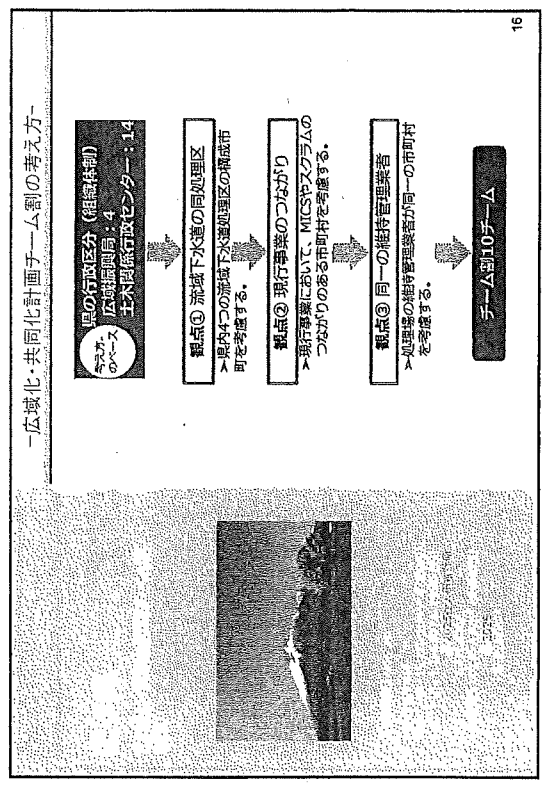 -広域化・共同化計画チーム割の考え方-
考え方
のベース
県の行政区分（組織体制）
広域振興局：4
土木関係行政センター：14
観点① 流域下水道の同処理区
➢県内4つの流域下水道処理区の構成市
町を考慮する。
観点② 現行事業のつながり
➢現行事業において、MICSやスクラムの
つながりのある市町村を考慮する。
観点③ 同一の維持管理業者
➢処理場の維持管理業者が同一の市町村
を考慮する。
チーム割10チーム
16